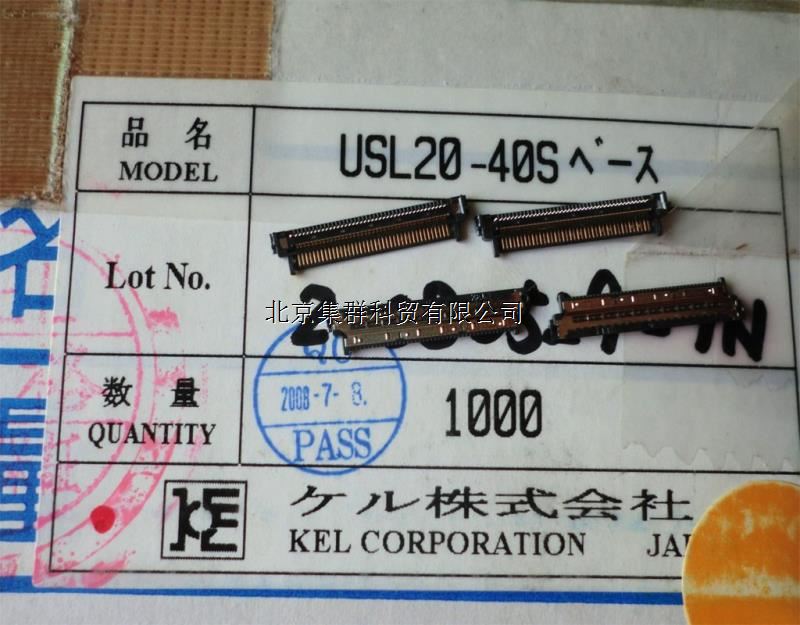 品名
MODEL
USL20-40Sベース
Lot No.
北京集群科贸有限公司
数量
QUANTITY
2008-7-8.
PASS
1000
KE
ケル株式会社
KEL CORPORATION